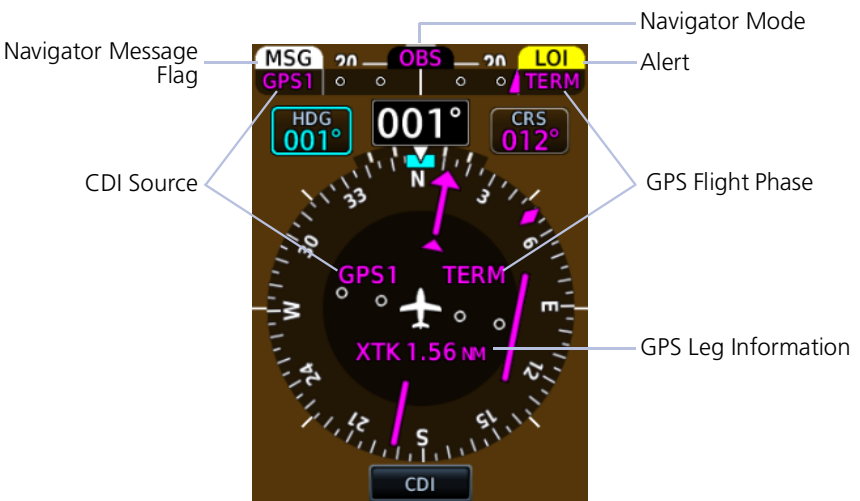 Navigator Mode
Navigator Message
Flag
MSG 20 OBS 20 LOI
Alert
GPS1 TERM
HDG
001°
001°
CRS
012°
CDI Source
GPS Flight Phase
N
33
3
30
6
GPS1 TERM
W
E
XTK 1.56 NM
GPS Leg Information
24
12
21
15
S
CDI